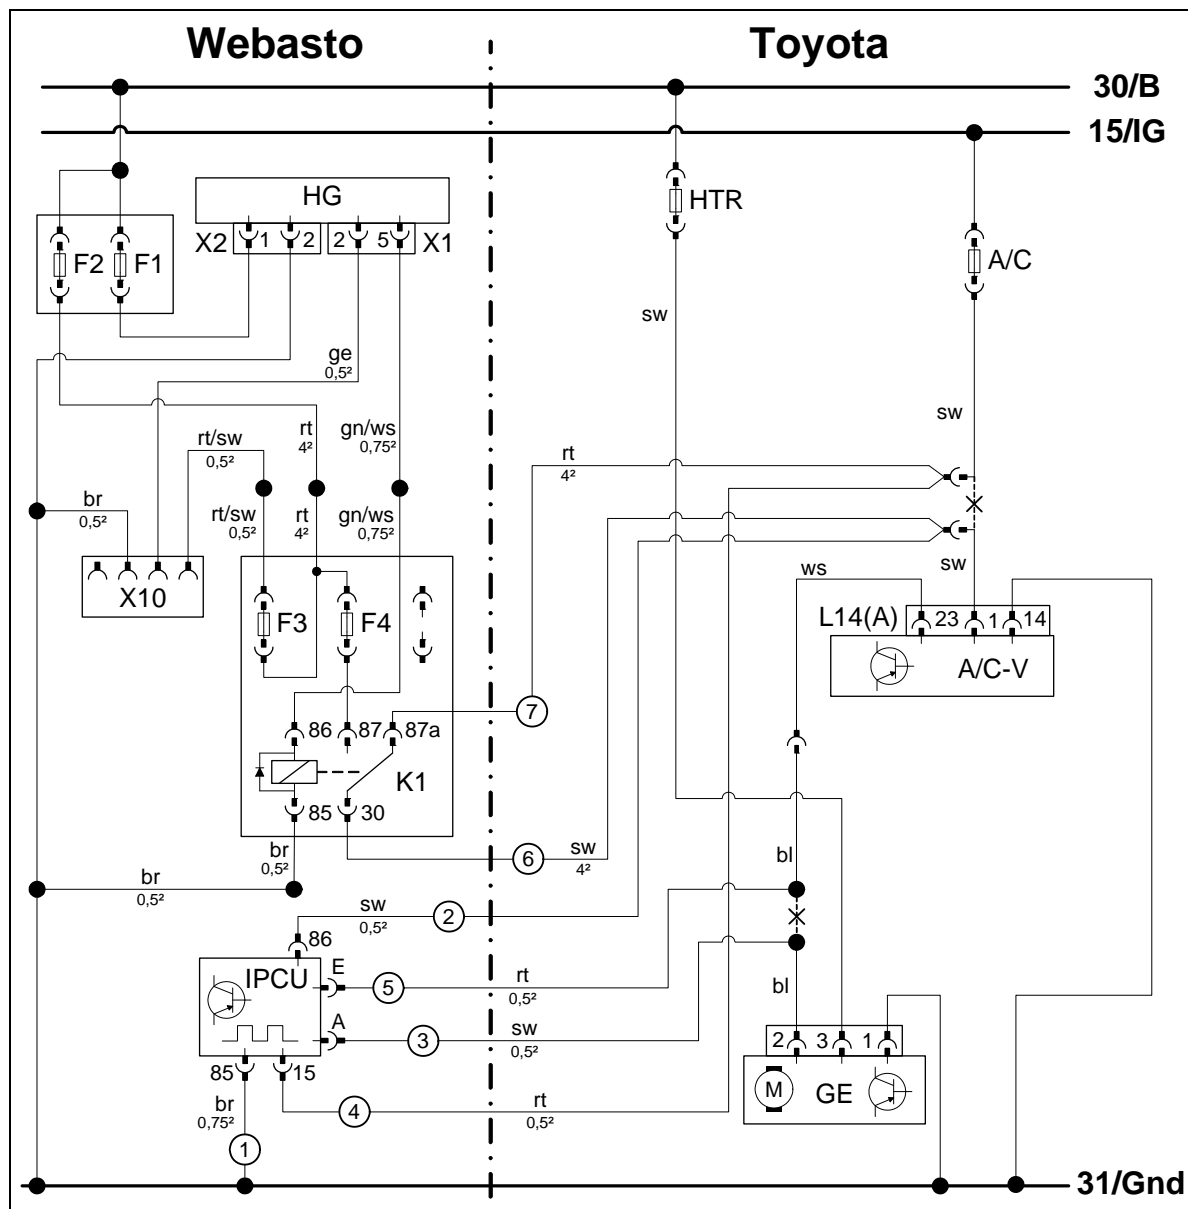 Webasto
Toyota
30/B
15/IG
HG
HTR
X2 1 2 2 5 X1
F2 F1
A/C
sw
ge
0,5²
sw
rt/sw
0,5²
rt
4²
gn/ws
0,75²
rt
4²
br
0,5²
rt/sw
0,5²
rt
4²
gn/ws
0,75²
ws
sw
X10
F3 F4
L14(A) 23 1 14
A/C-V
7
86 87 87a
K1
85 30
br
0,5²
6
sw
4²
bl
br
0,5²
sw
0,5²
2
86
IPCU
E
5
rt
0,5²
bl
A
3
sw
0,5²
2 3 1
85 15
M
GE
br
0,75²
4
rt
0,5²
1
31/Gnd